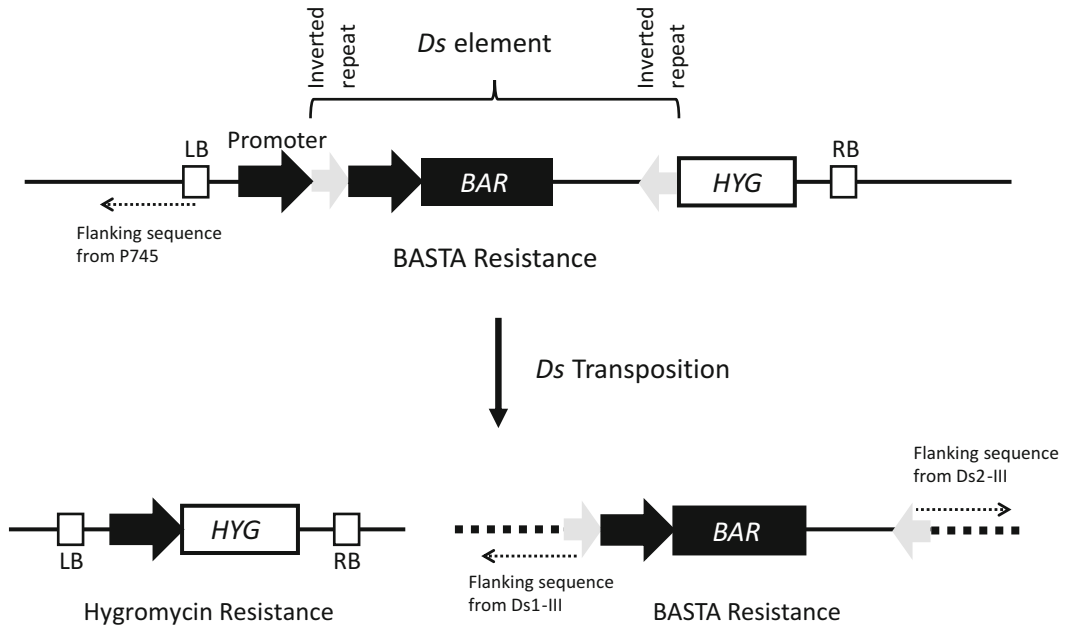 Inverted
repeat
Ds element
Inverted
repeat
LB
Promoter
BAR
HYG
RB
Flanking sequence
from P745
BASTA Resistance
Ds Transposition
Flanking sequence
from Ds2-III
LB
HYG
RB
BAR
Flanking sequence
from Ds1-III
Hygromycin Resistance
BASTA Resistance